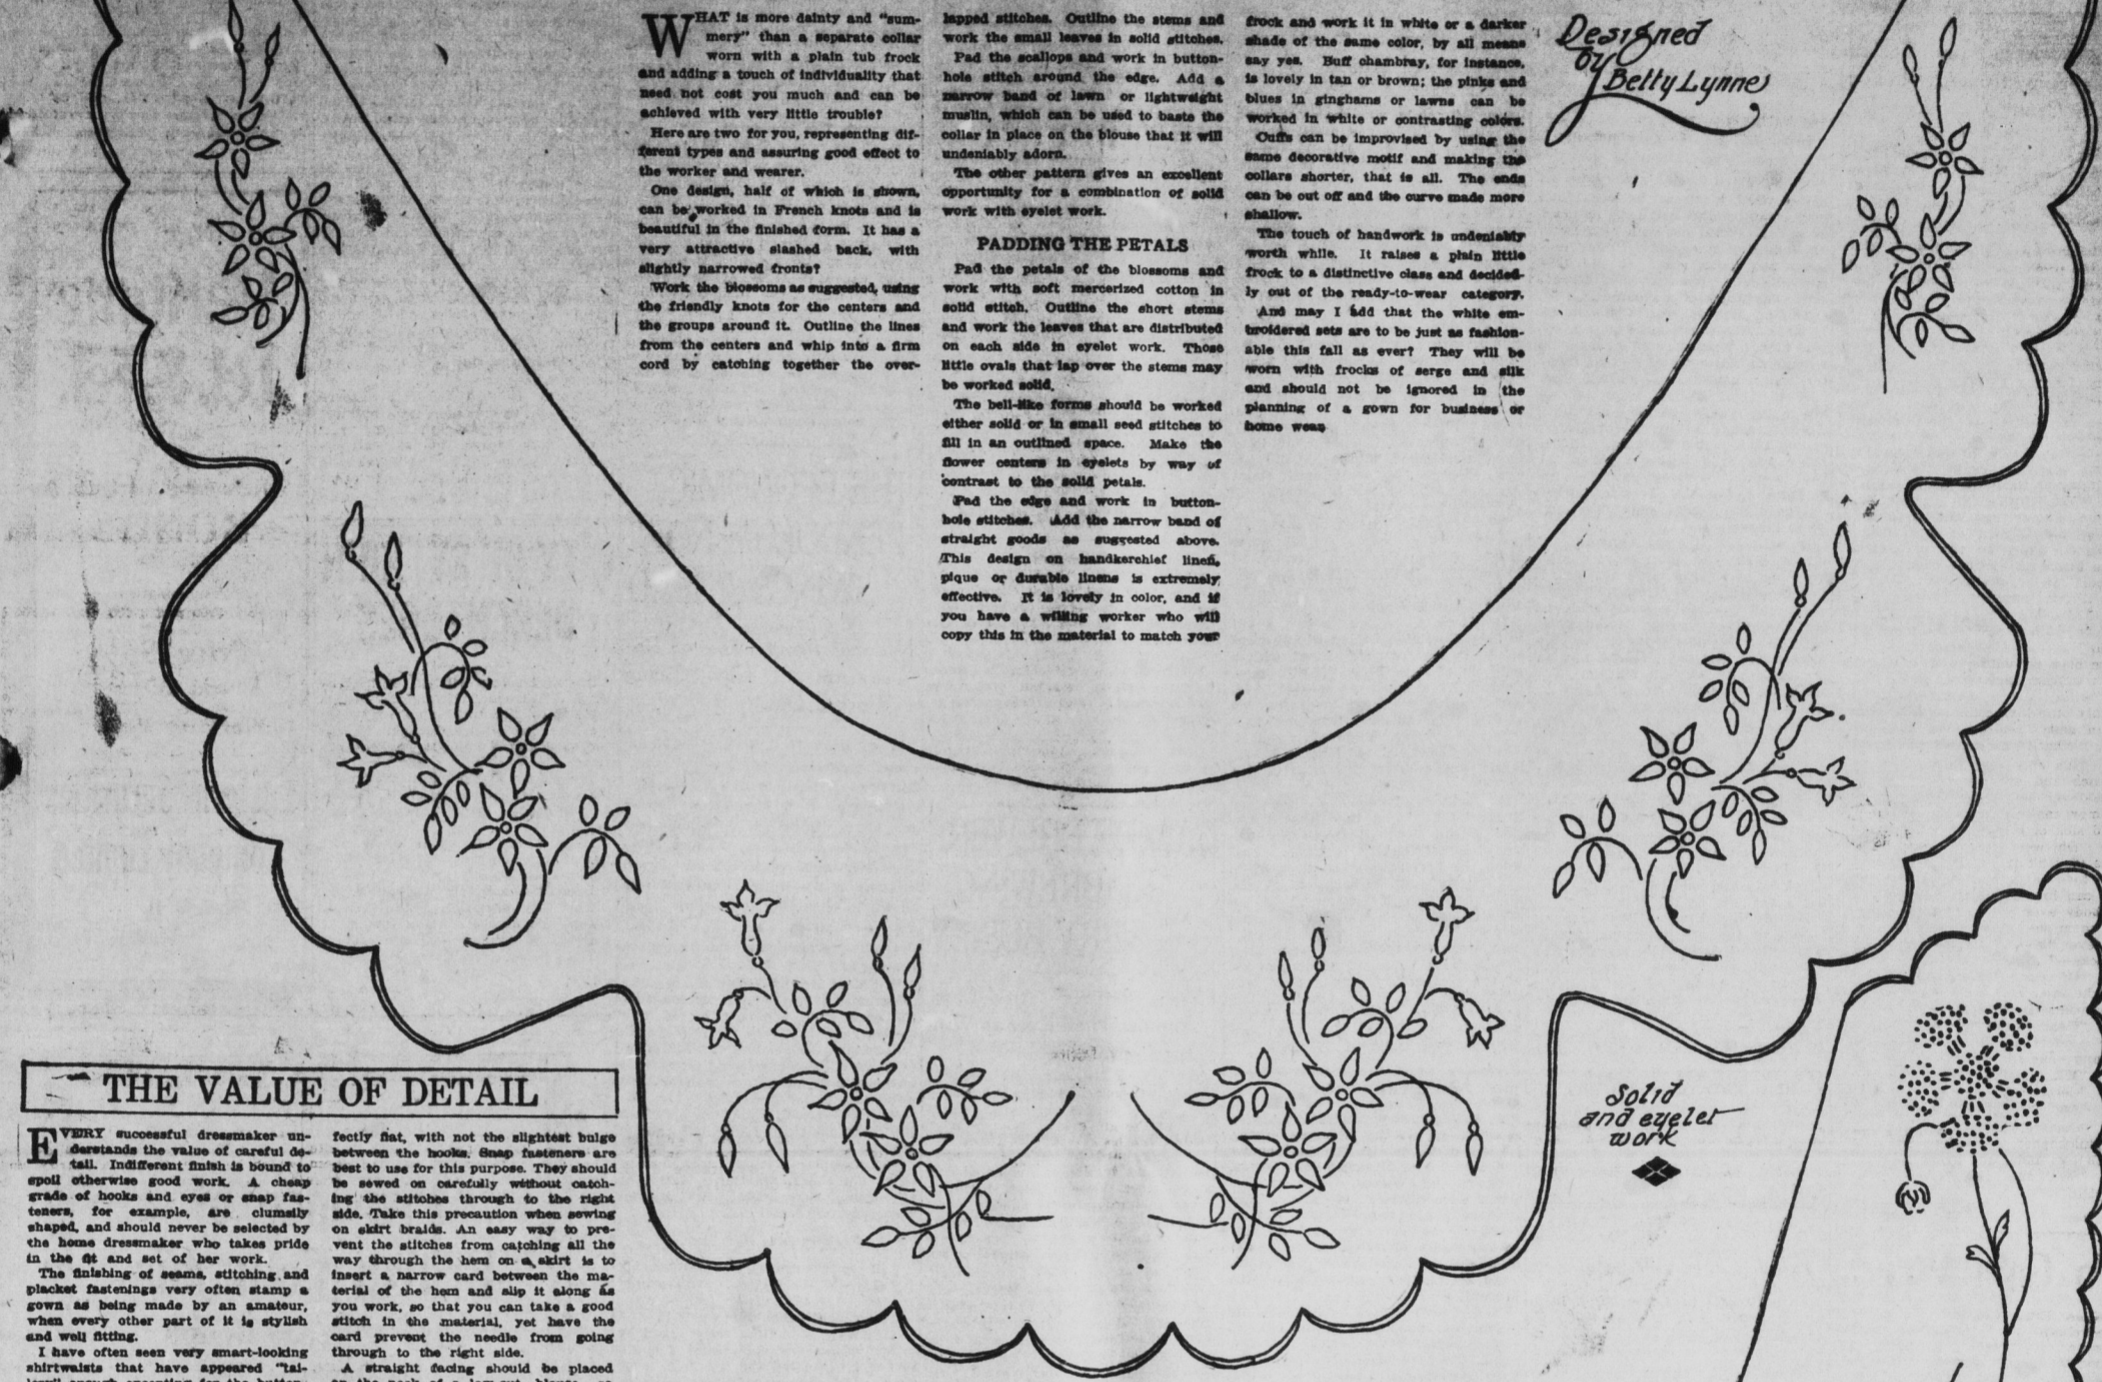 WHAT is more dainty and "sum-
mery" than a separate collar
worn with a plain tub frock
and adding a touch of individuality that
need not cost you much and can be
achieved with very little trouble?
Here are two for you, representing dif-
ferent types and assuring good effect to
the worker and wearer.
One design, half of which is shown,
can be worked in French knots and is
beautiful in the finished form. It has a
very attractive slashed back, with
slightly narrowed fronts?
Work the blossoms as suggested, using
the friendly knots for the centers and
the groups around it. Outline the lines
from the centers and whip into a firm
cord by catching together the over-
lapped stitches. Outline the stems and
work the small leaves in solid stitches.
Pad the scallops and work in button-
hole stitch around the edge. Add a
narrow band of lawn or lightweight
muslin, which can be used to baste the
collar in place on the blouse that it will
undeniably adorn.
The other pattern gives an excellent
opportunity for a combination of solid
work with eyelet work.
PADDING THE PETALS
Pad the petals of the blossoms and
work with soft mercerized cotton in
solid stitch. Outline the short stems
and work the leaves that are distributed
on each side in eyelet work. Those
little ovals that lap over the stems may
be worked solid.
The bell-like forms should be worked
either solid or in small seed stitches to
fill in an outlined space. Make the
flower centers in eyelets by way of
contrast to the solid petals.
Pad the edge and work in button-
hole stitches. Add the narrow band of
straight goods as suggested above.
This design on handkerchief linen,
pique or durable linens is extremely
effective. It is lovely in color, and if
you have a willing worker who will
copy this in the material to match your
frock and work it in white or a darker
shade of the same color, by all means
say yes. Buff chambray, for instance,
is lovely in tan or brown; the pinks and
blues in ginghams or lawns can be
worked in white or contrasting colors.
Cuffs can be improvised by using the
same decorative motif and making the
collars shorter, that is all. The ends
can be cut off and the curve made more
shallow.
The touch of handwork is undeniably
worth while. It raises a plain little
frock to a distinctive class and decided-
ly out of the ready-to-wear category.
And may I add that the white em-
broidered sets are to be just as fashion-
able this fall as ever? They will be
worn with frocks of serge and silk
and should not be ignored in the
planning of a gown for business or
home wear.
Designed
by
Betty Lynne
Solid
and eyelet
work
THE VALUE OF DETAIL
EVERY successful dressmaker un-
derstands the value of careful de-
tail. Indifferent finish is bound to
spoil otherwise good work. A cheap
grade of hooks and eyes or snap fas-
teners, for example, are clumsily
shaped, and should never be selected by
the home dressmaker who takes pride
in the fit and set of her work.
The finishing of seams, stitching and
placket fastenings very often stamp a
gown as being made by an amateur,
when every other part of it is stylish
and well fitting.
I have often seen very smart-looking
shirtwaists that have appeared "tai-
fectly flat, with not the slightest bulge
between the hooks. Snap fasteners are
best to use for this purpose. They should
be sewed on carefully without catch-
ing the stitches through to the right
side. Take this precaution when sewing
on skirt braids. An easy way to pre-
vent the stitches from catching all the
way through the hem on a skirt is to
insert a narrow card between the ma-
terial of the hem and slip it along as
you work, so that you can take a good
stitch in the material, yet have the
card prevent the needle from going
through to the right side.
A straight facing should be placed